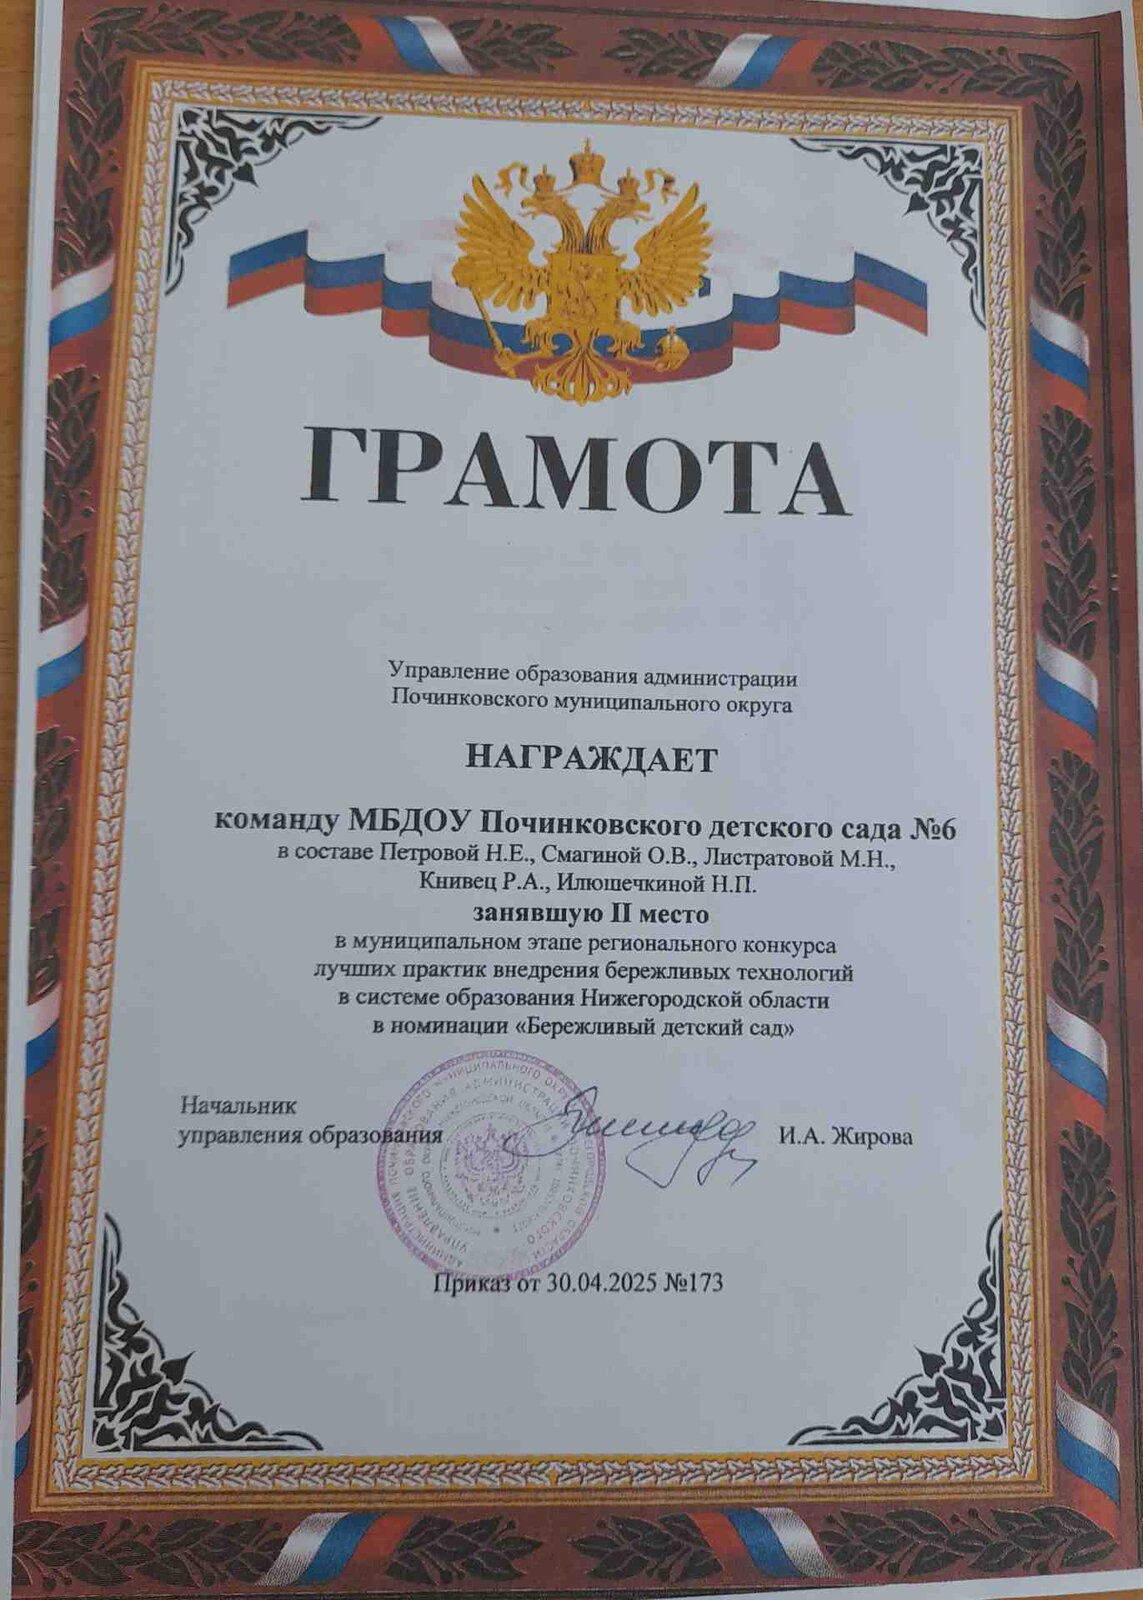 ГРАМОТА
Управление образования администрации
Починковского муниципального округа
НАГРАЖДАЕТ
команду МБДОУ Починковского детского сада №6
в составе Петровой Н.Е., Смагиной О.В., Листратовой М.Н.,
Книвец Р.А., Илюшечкиной Н.П.
занявшую II место
в муниципальном этапе регионального конкурса
лучших практик внедрения бережливых технологий
в системе образования Нижегородской области
в номинации «Бережливый детский сад»
Начальник
управления образования
И.А. Жирова
Приказ от 30.04.2025 №173